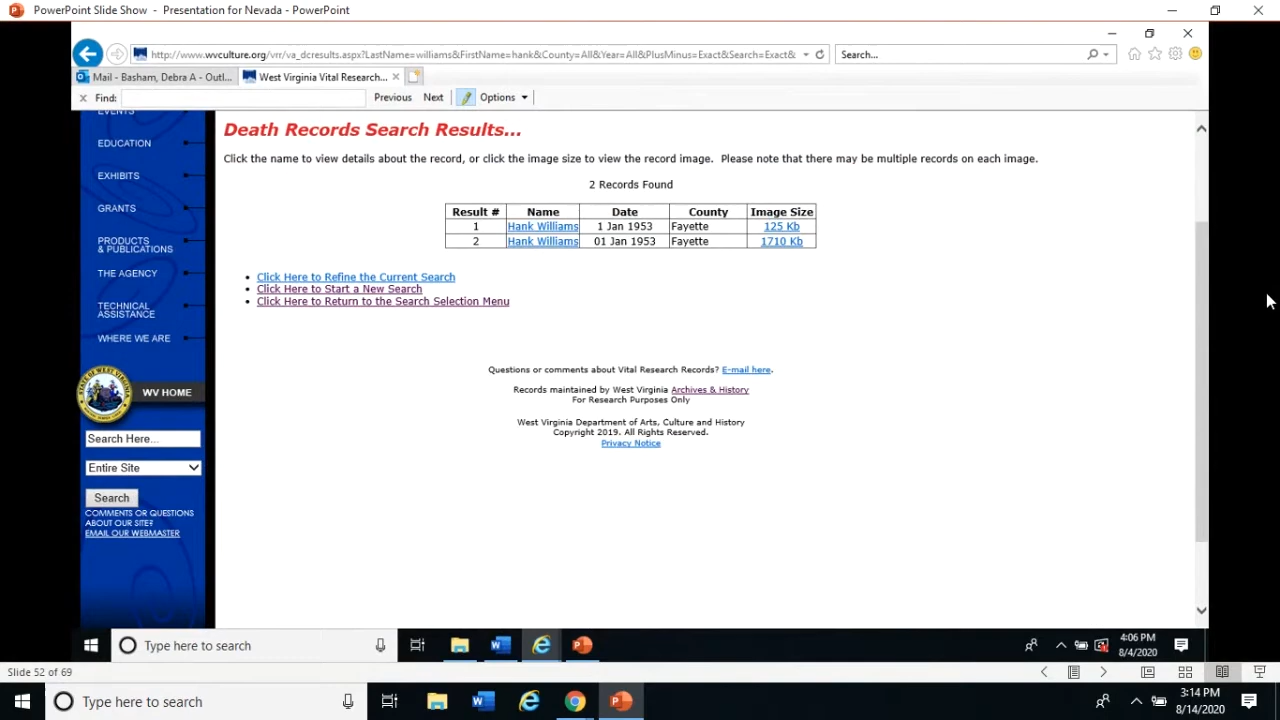 PowerPoint Slide Show - Presentation for Nevada - PowerPoint
http://www.wvculture.org/vrr/va_dcresults.aspx?LastName=williams&FirstName=hank&County=All&Year=All&PlusMinus=Exact&Search=Exact&
Search...
Mail - Basham, Debra A - Outl...
West Virginia Vital Research...
Find:
Previous
Next
Options
EVENTS
EDUCATION
EXHIBITS
GRANTS
PRODUCTS
& PUBLICATIONS
THE AGENCY
TECHNICAL
ASSISTANCE
WHERE WE ARE
WV HOME
Search Here...
Entire Site
Search
COMMENTS OR QUESTIONS
ABOUT OUR SITE?
EMAIL OUR WEBMASTER
Death Records Search Results...
Click the name to view details about the record, or click the image size to view the record image. Please note that there may be multiple records on each image.
2 Records Found
Result # Name Date County Image Size
1 Hank Williams 1 Jan 1953 Fayette 125 Kb
2 Hank Williams 01 Jan 1953 Fayette 1710 Kb
Click Here to Refine the Current Search
Click Here to Start a New Search
Click Here to Return to the Search Selection Menu
Questions or comments about Vital Research Records? E-mail here.
Records maintained by West Virginia Archives & History
For Research Purposes Only
West Virginia Department of Arts, Culture and History
Copyright 2019. All Rights Reserved.
Privacy Notice
Type here to search
4:06 PM
8/4/2020
Slide 52 of 69
Type here to search
3:14 PM
8/14/2020